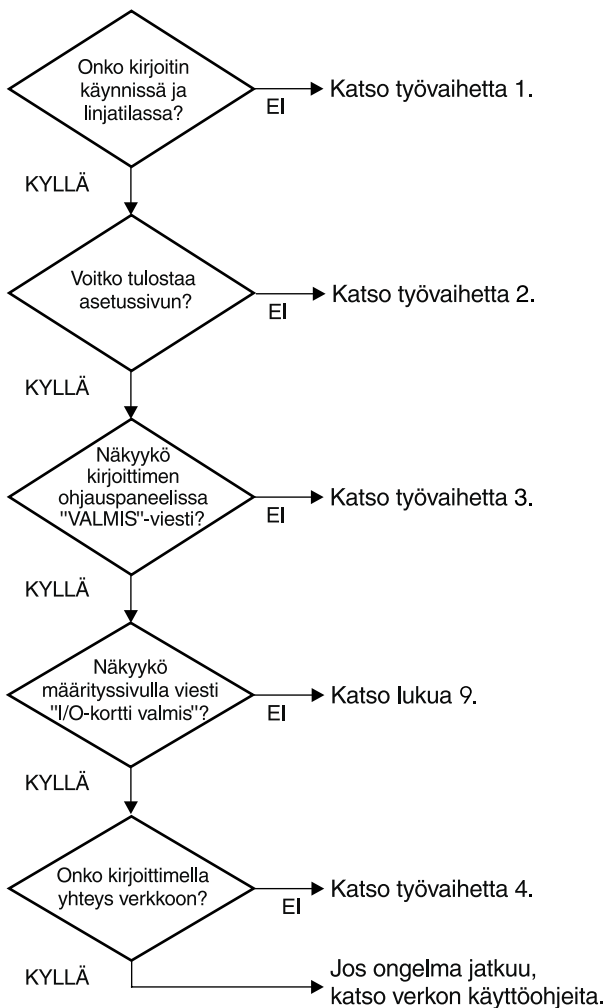 Onko kirjoitin
käynnissä ja
linjatilassa?
EI
Katso työvaihetta 1.
KYLLÄ
Voitko tulostaa
asetussivun?
EI
Katso työvaihetta 2.
KYLLÄ
Näkyykö
kirjoittimen
ohjauspaneelissa
"VALMIS"-viesti?
EI
Katso työvaihetta 3.
KYLLÄ
Näkyykö
määrityssivulla viesti
"I/O-kortti valmis"?
EI
Katso lukua 9.
KYLLÄ
Onko kirjoittimella
yhteys verkkoon?
EI
Katso työvaihetta 4.
KYLLÄ
Jos ongelma jatkuu,
katso verkon käyttöohjeita.